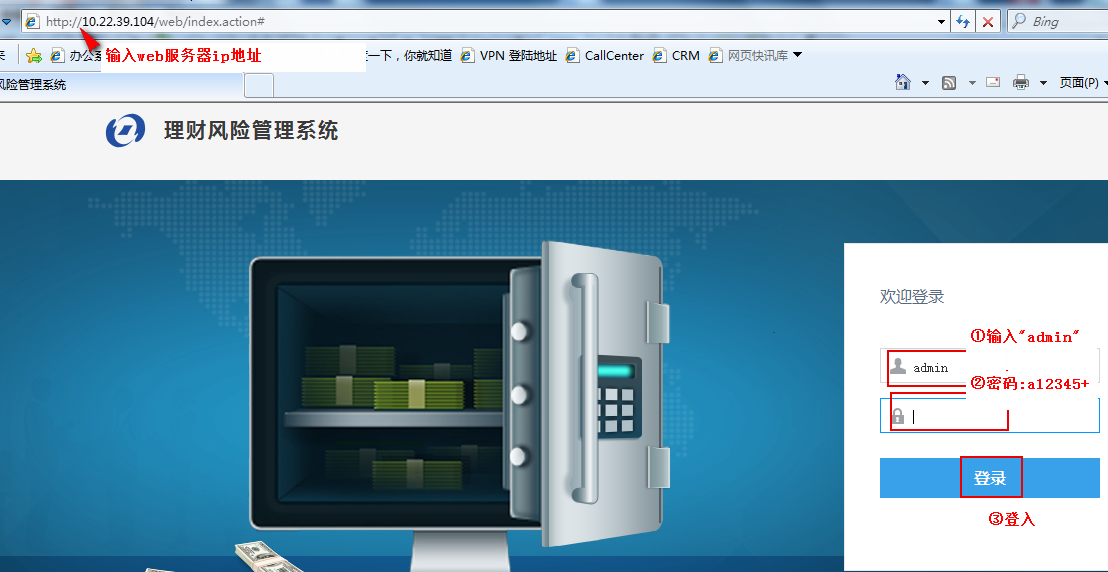 http://10.22.39.104/web/index.action#
Bing
办公
输入web服务器ip地址
一下，你就知道
VPN 登陆地址
CallCenter
CRM
网页快讯库
风险管理系统
页面(P)
理财风险管理系统
欢迎登录
①输入"admin"
admin
②密码:a12345+
登录
③登入